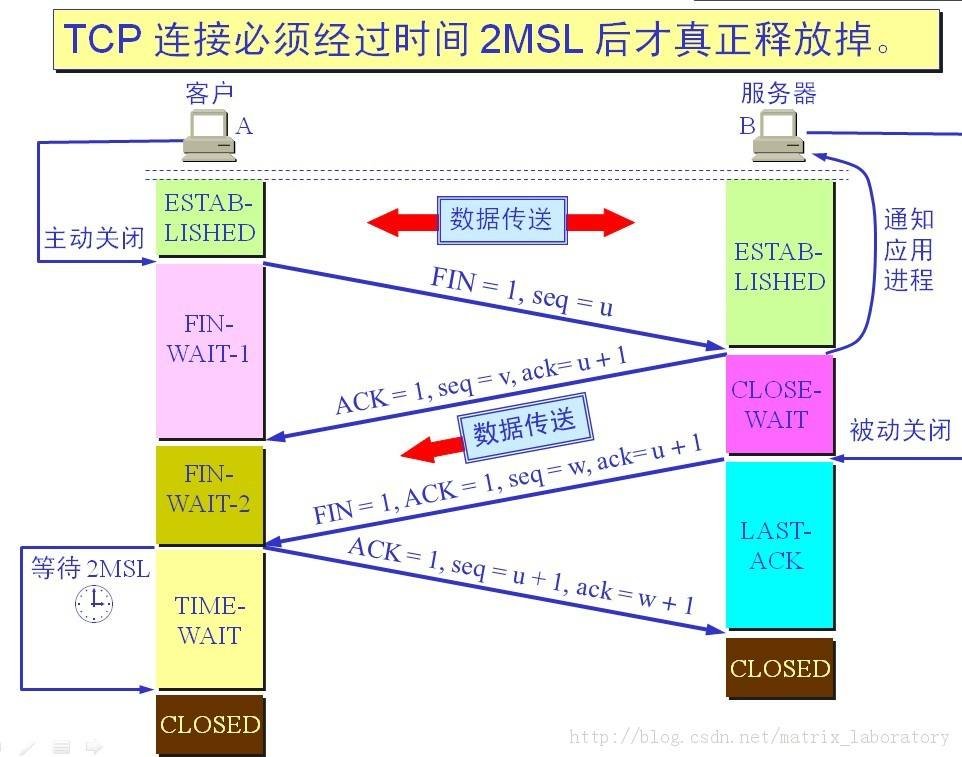 TCP 连接必须经过时间 2MSL 后才真正释放掉。
客户
服务器
A
B
ESTAB-
LISHED
数据传送
主动关闭
ESTAB-
LISHED
通知
应用
进程
FIN = 1, seq = u
FIN-
WAIT-1
ACK = 1, seq = v, ack= u + 1
CLOSE-
WAIT
数据传送
被动关闭
FIN-
WAIT-2
FIN = 1, ACK = 1, seq = w, ack= u + 1
LAST-
ACK
ACK = 1, seq = u + 1, ack = w + 1
等待 2MSL
TIME-
WAIT
CLOSED
CLOSED
http://blog.csdn.net/matrix_laboratory